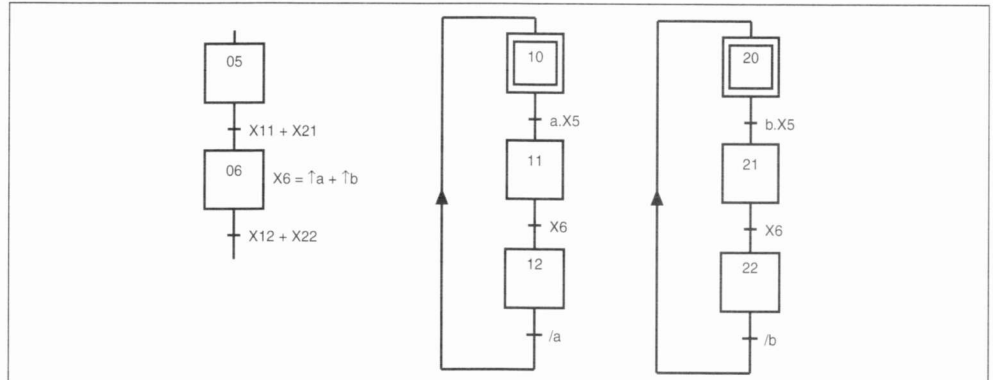 05
X11 + X21
06
X6 = ↑a + ↑b
X12 + X22
10
a.X5
11
X6
12
/a
20
b.X5
21
X6
22
/b